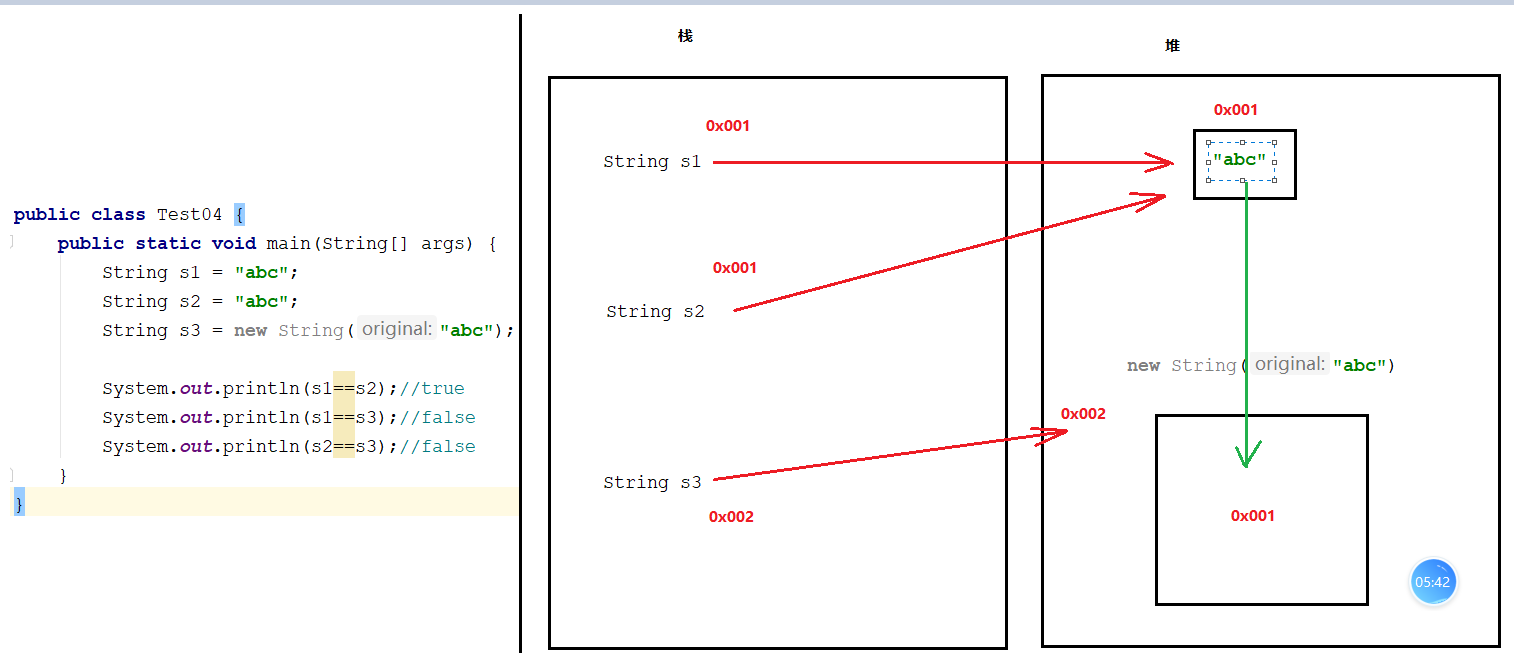 public class Test04 {
public static void main(String[] args) {
String s1 = "abc";
String s2 = "abc";
String s3 = new String( original: "abc");
System.out.println(s1==s2);//true
System.out.println(s1==s3);//false
System.out.println(s2==s3);//false
}
}
栈
0x001
String s1
0x001
String s2
String s3
0x002
堆
0x001
"abc"
new String( original: "abc")
0x002
0x001
05:42